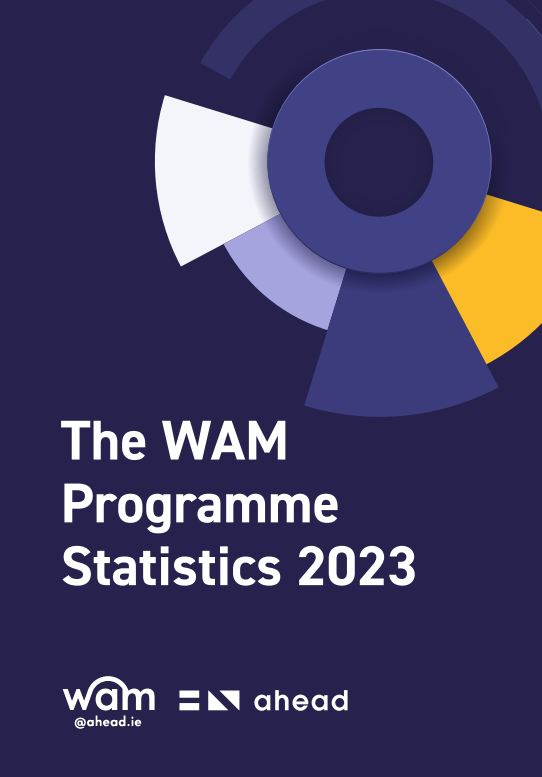 The WAM
Programme
Statistics 2023
wam
@ahead.ie
ahead